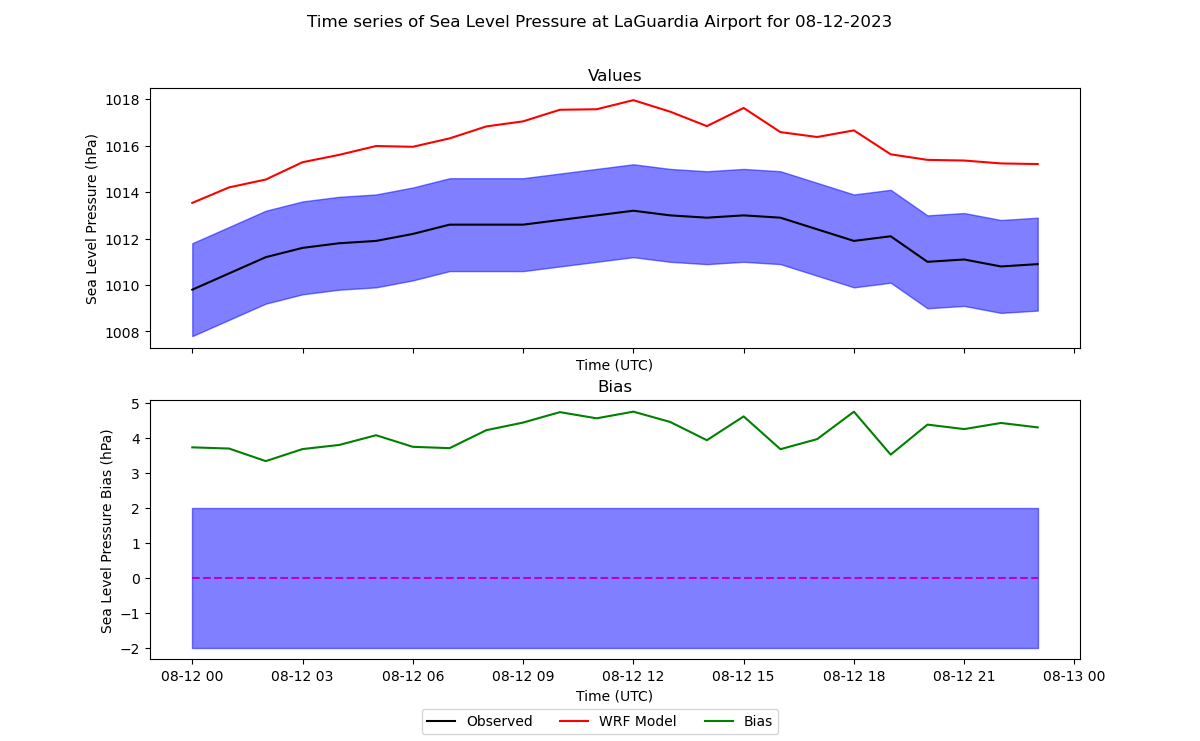 Time series of Sea Level Pressure at LaGuardia Airport for 08-12-2023
Values
Sea Level Pressure (hPa)
1018
1016
1014
1012
1010
1008
Time (UTC)
Bias
Sea Level Pressure Bias (hPa)
5
4
3
2
1
0
−1
−2
08-12 00 08-12 03 08-12 06 08-12 09 08-12 12 08-12 15 08-12 18 08-12 21 08-13 00
Time (UTC)
Observed WRF Model Bias